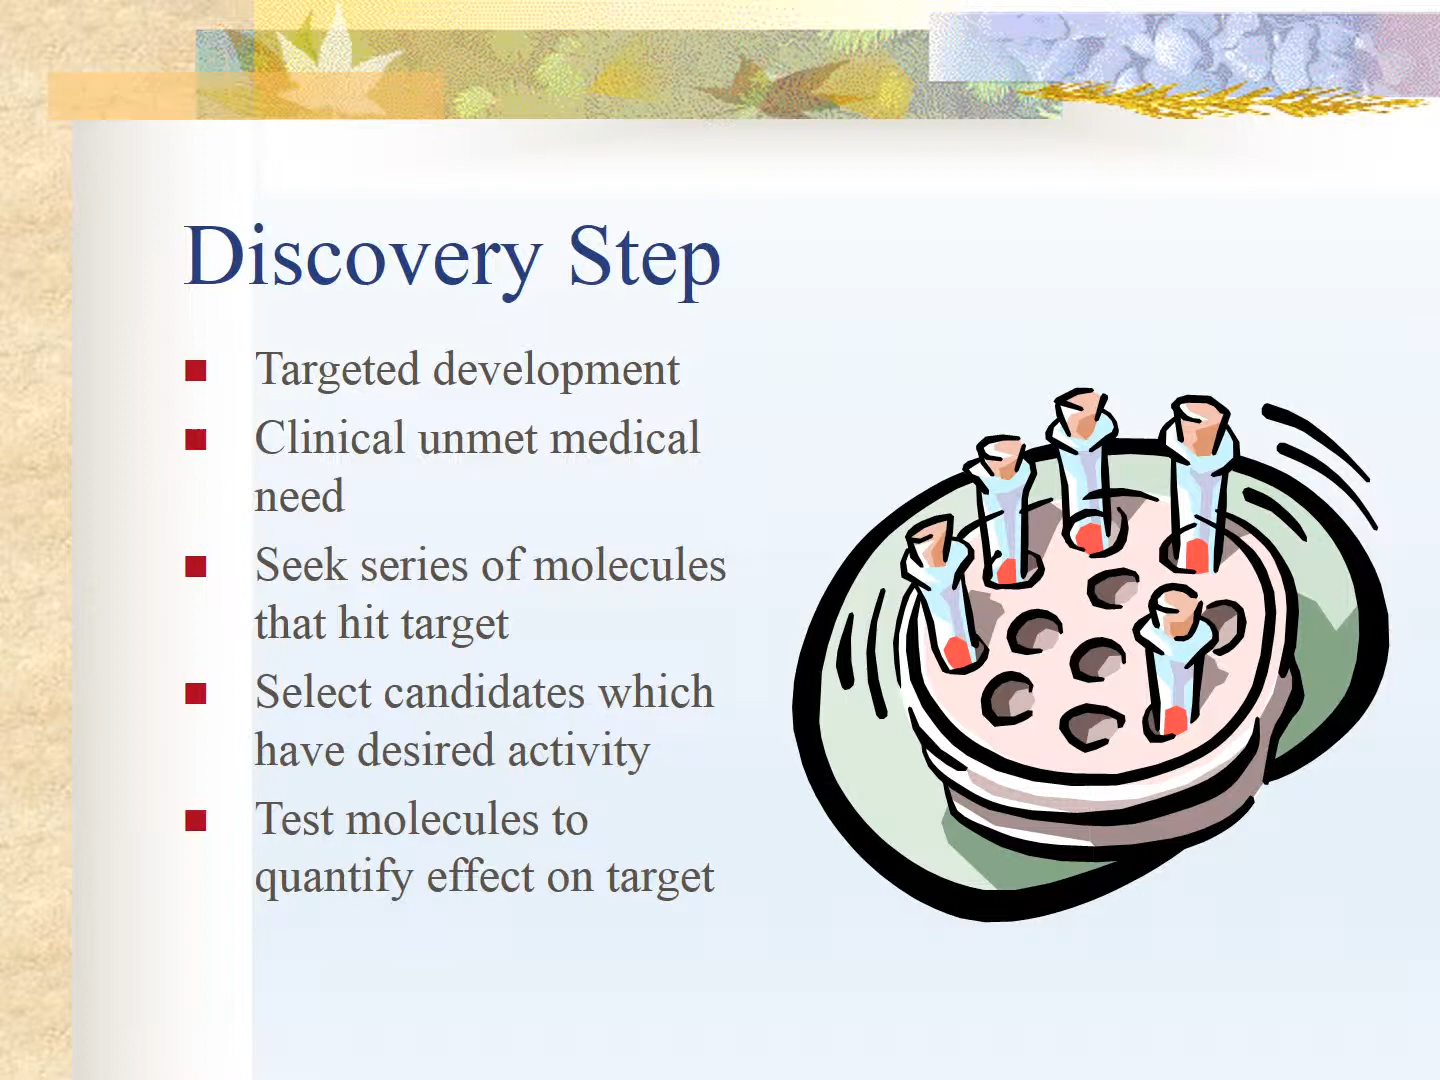 Discovery Step
Targeted development
Clinical unmet medical
need
Seek series of molecules
that hit target
Select candidates which
have desired activity
Test molecules to
quantify effect on target